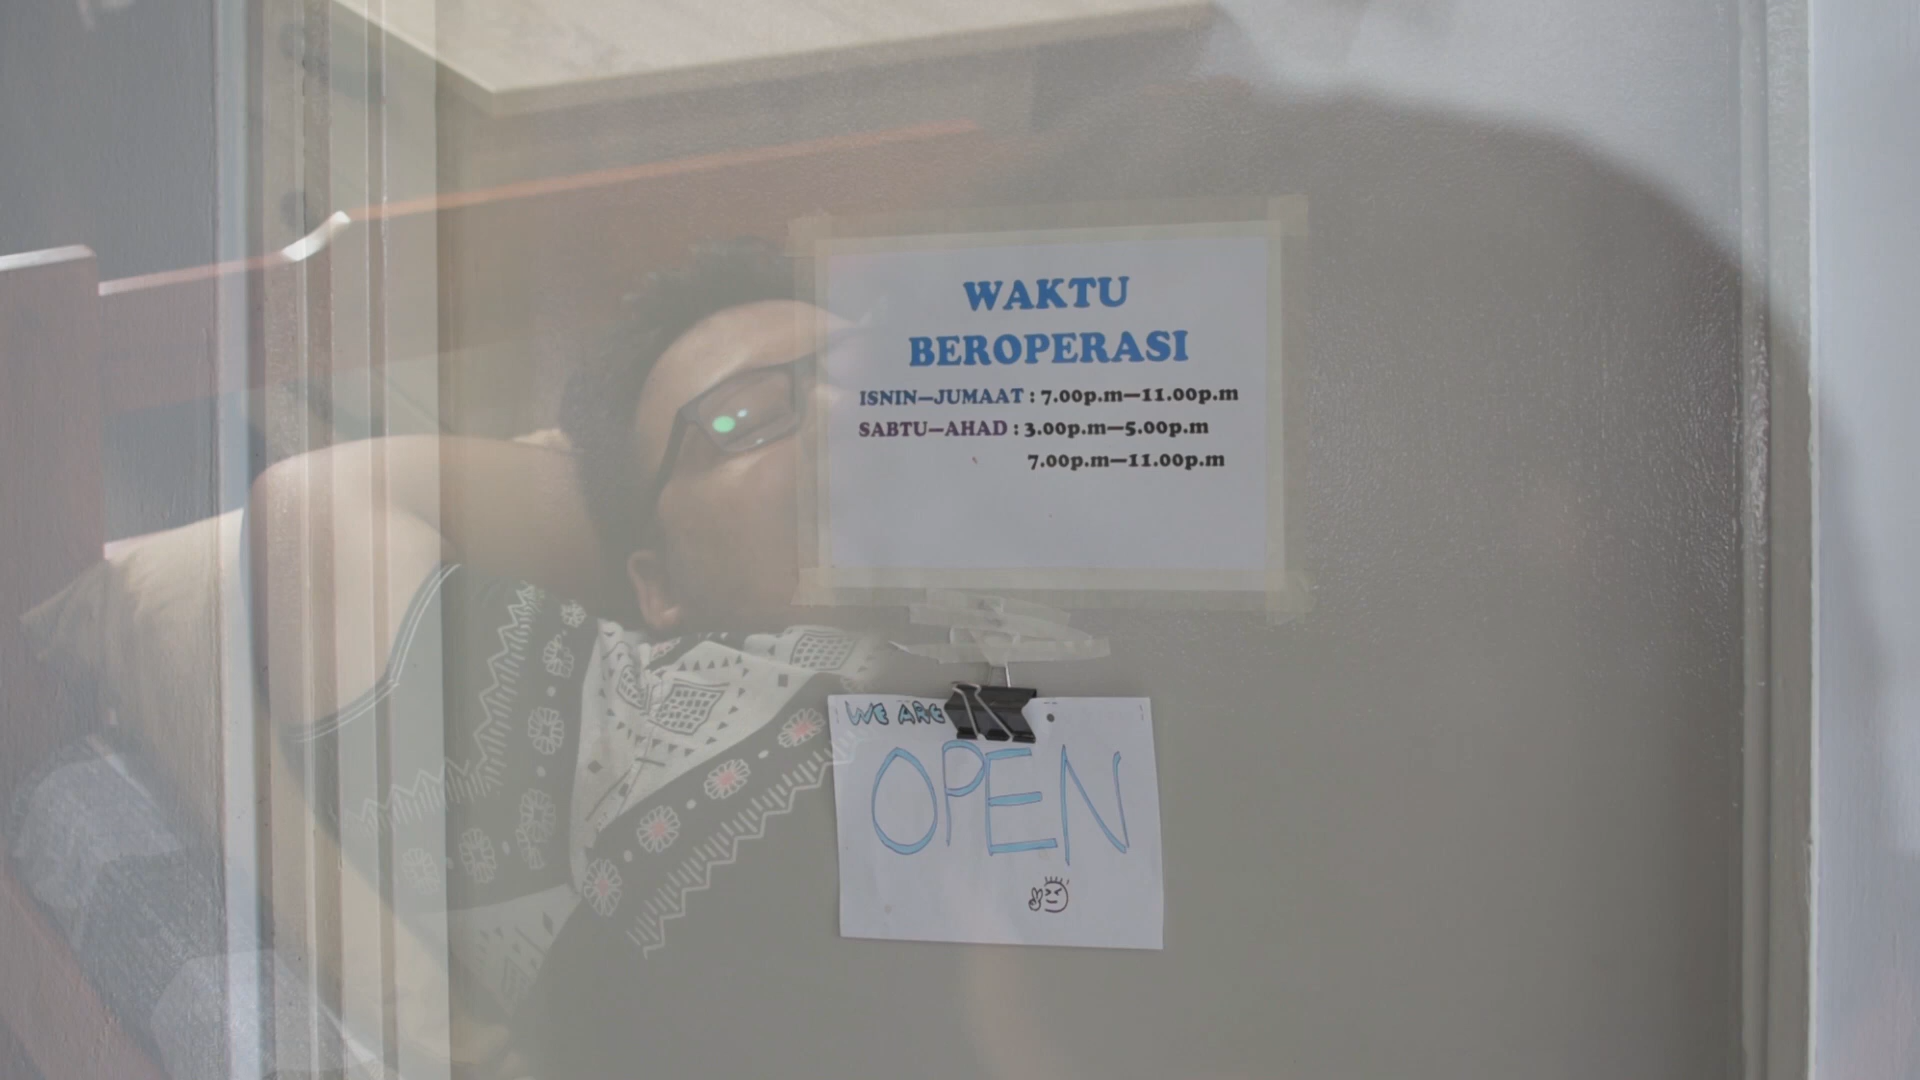 WAKTU
BEROPERASI
ISNIN—JUMAAT : 7.00p.m—11.00p.m
SABTU—AHAD : 3.00p.m—5.00p.m
7.00p.m—11.00p.m
WE ARE
OPEN